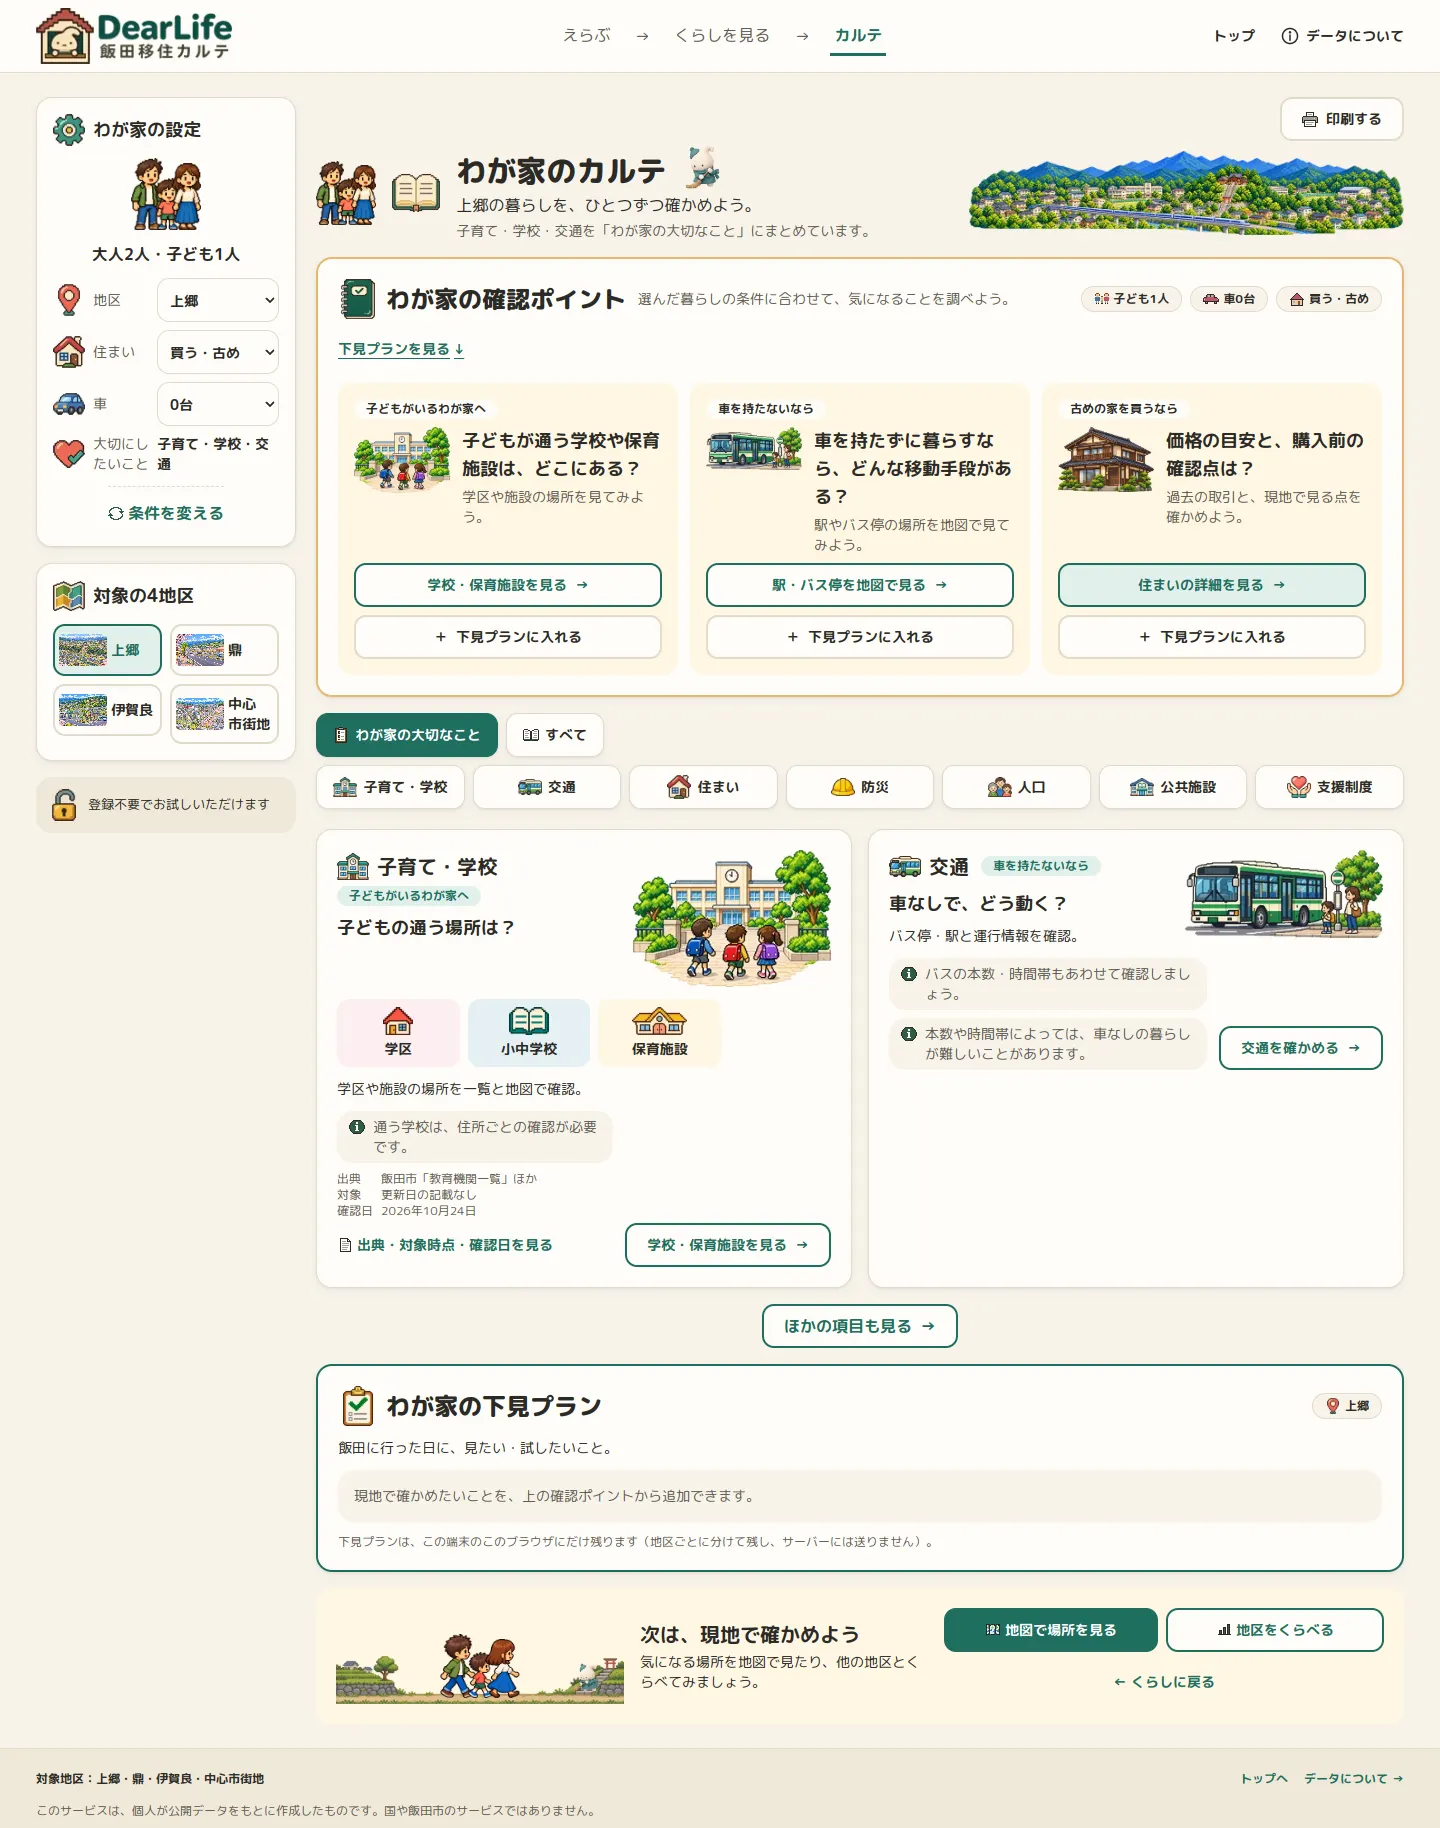 DearLife
飯田移住カルテ
えらぶ → くらしを見る → カルテ
トップ データについて
わが家の設定
大人2人・子ども1人
地区 上郷
住まい 買う・古め
車 0台
大切にし
たいこと
子育て・学校・交
通
条件を変える
対象の4地区
上郷
鼎
伊賀良
中心
市街地
登録不要でお試しいただけます
印刷する
わが家のカルテ
上郷の暮らしを、ひとつずつ確かめよう。
子育て・学校・交通を「わが家の大切なこと」にまとめています。
わが家の確認ポイント
選んだ暮らしの条件に合わせて、気になることを調べよう。
子ども1人
車0台
買う・古め
下見プランを見る ↓
子どもがいるわが家へ
子どもが通う学校や保育
施設は、どこにある？
学区や施設の場所を見てみよ
う。
学校・保育施設を見る →
＋ 下見プランに入れる
車を持たないなら
車を持たずに暮らすな
ら、どんな移動手段があ
る？
駅やバス停の場所を地図で見て
みよう。
駅・バス停を地図で見る →
＋ 下見プランに入れる
古めの家を買うなら
価格の目安と、購入前の
確認点は？
過去の取引と、現地で見る点を
確かめよう。
住まいの詳細を見る →
＋ 下見プランに入れる
わが家の大切なこと
すべて
子育て・学校
交通
住まい
防災
人口
公共施設
支援制度
子育て・学校
子どもがいるわが家へ
子どもの通う場所は？
学区
小中学校
保育施設
学区や施設の場所を一覧と地図で確認。
通う学校は、住所ごとの確認が必要
です。
出典 飯田市「教育機関一覧」ほか
対象 更新日の記載なし
確認日 2026年10月24日
出典・対象時点・確認日を見る
学校・保育施設を見る →
交通
車を持たないなら
車なしで、どう動く？
バス停・駅と運行情報を確認。
バスの本数・時間帯もあわせて確認しまし
ょう。
本数や時間帯によっては、車なしの暮らし
が難しいことがあります。
交通を確かめる →
ほかの項目も見る →
わが家の下見プラン
上郷
飯田に行った日に、見たい・試したいこと。
現地で確かめたいことを、上の確認ポイントから追加できます。
下見プランは、この端末のこのブラウザにだけ残ります（地区ごとに分けて残し、サーバーには送りません）。
次は、現地で確かめよう
気になる場所を地図で見たり、他の地区とく
らべてみましょう。
地図で場所を見る
地区をくらべる
← くらしに戻る
対象地区：上郷・鼎・伊賀良・中心市街地
トップへ データについて →
このサービスは、個人が公開データをもとに作成したものです。国や飯田市のサービスではありません。